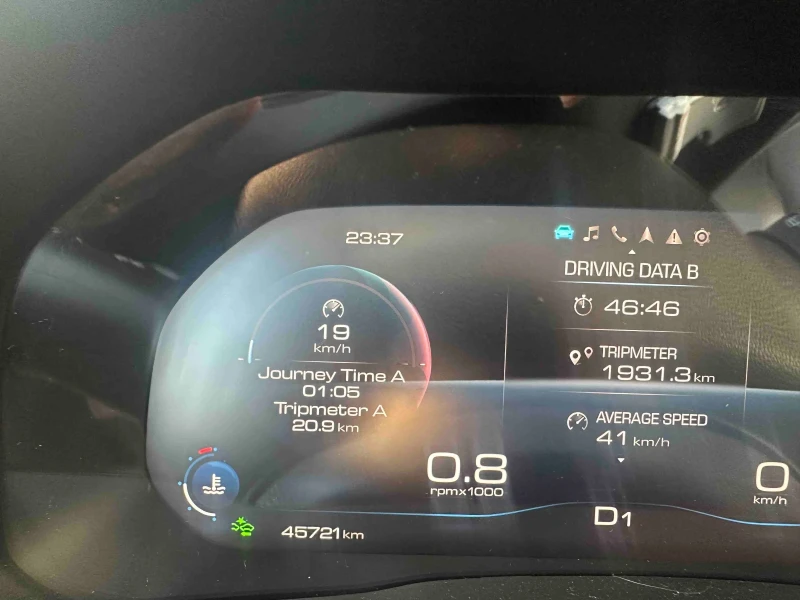 23:37
DRIVING DATA B
46:46
TRIPMETER
1931.3 km
AVERAGE SPEED
41 km/h
19
km/h
Journey Time A
01:05
Tripmeter A
20.9 km
0.8
rpmx1000
0
km/h
D1
45721 km